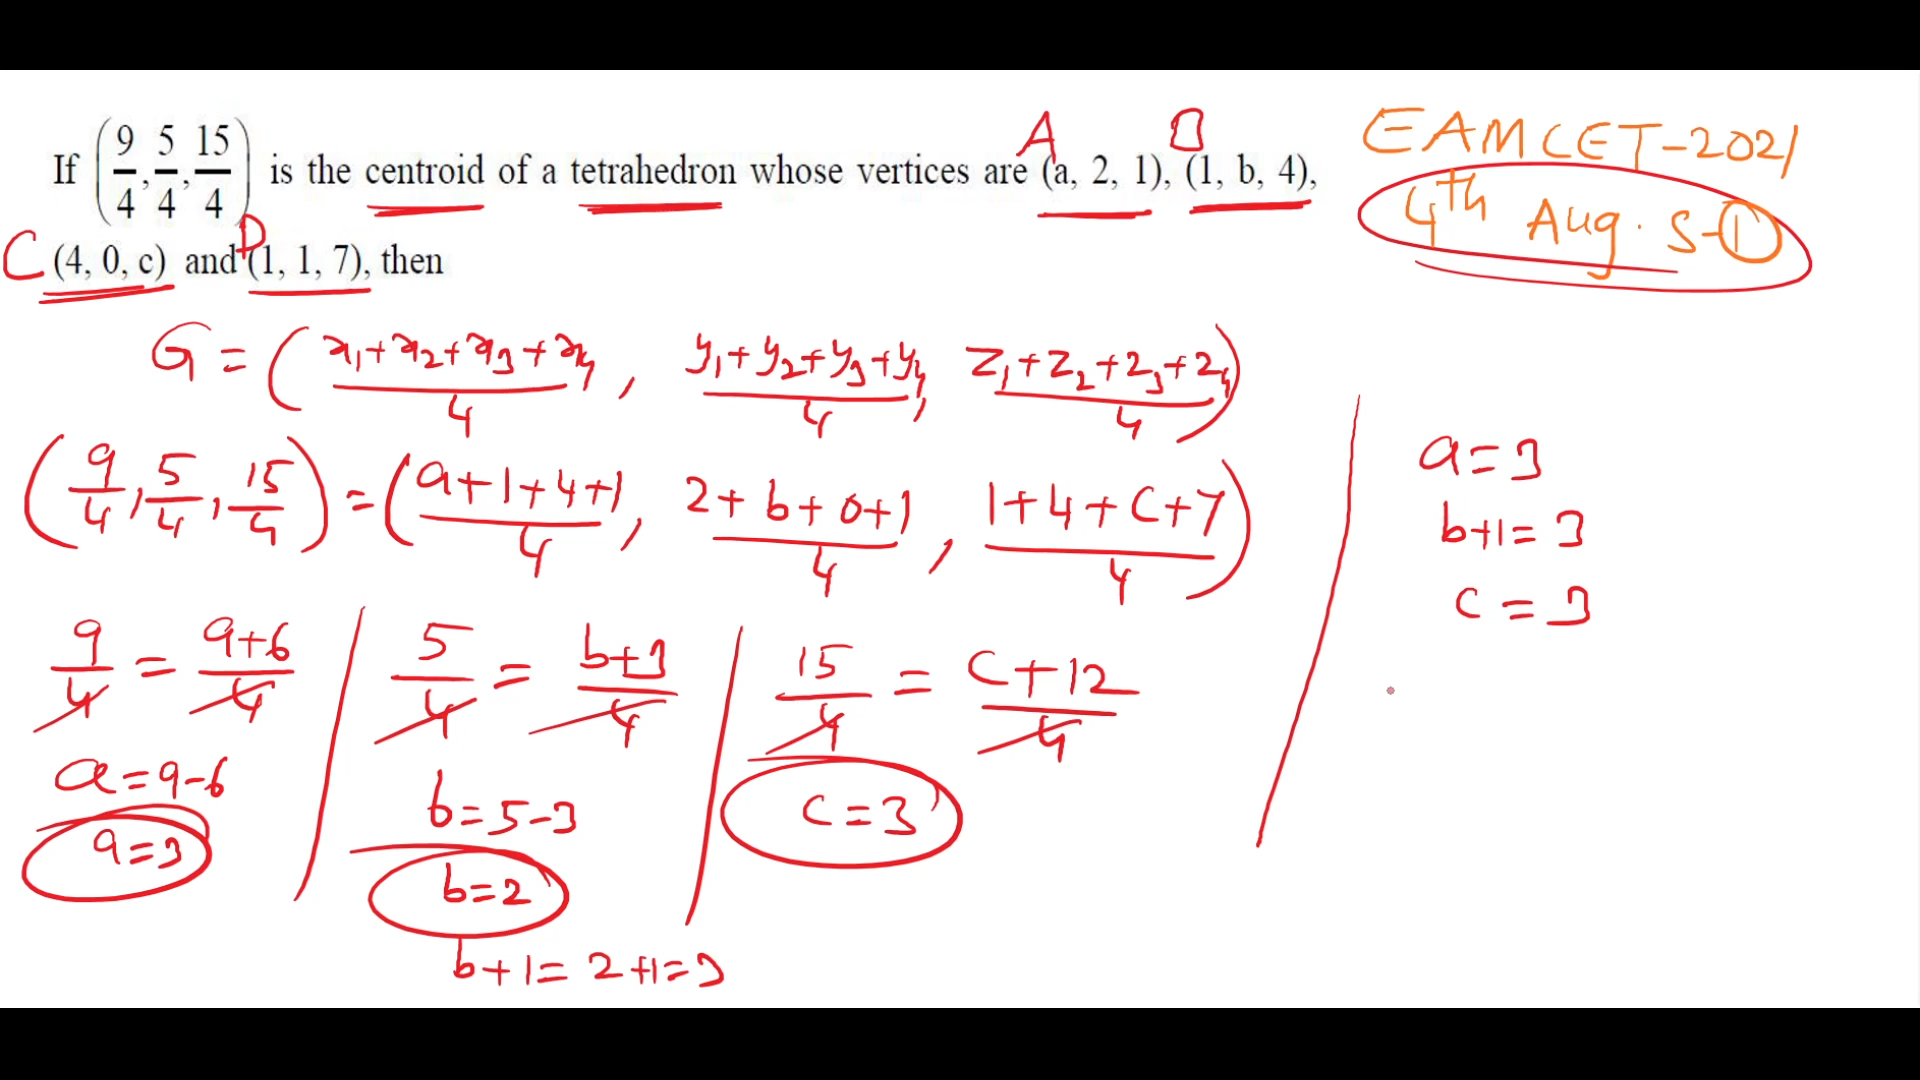 If (9/4, 5/4, 15/4) is the centroid of a tetrahedron whose vertices are (a, 2, 1), (1, b, 4),
A B
EAMCET-2021
4th Aug. S-1
C D
(4, 0, c) and (1, 1, 7), then
G = ( x₁+x₂+x₃+x₄/4 , y₁+y₂+y₃+y₄/4 , z₁+z₂+z₃+z₄/4 )
( 9/4, 5/4, 15/4 ) = ( a+1+4+1/4 , 2+b+0+1/4 , 1+4+c+7/4 )
9/4 = a+6/4
a=9-6
a=3
5/4 = b+3/4
b=5-3
b=2
b+1=2+1=3
15/4 = c+12/4
c=3
a=3
b+1=3
c=3